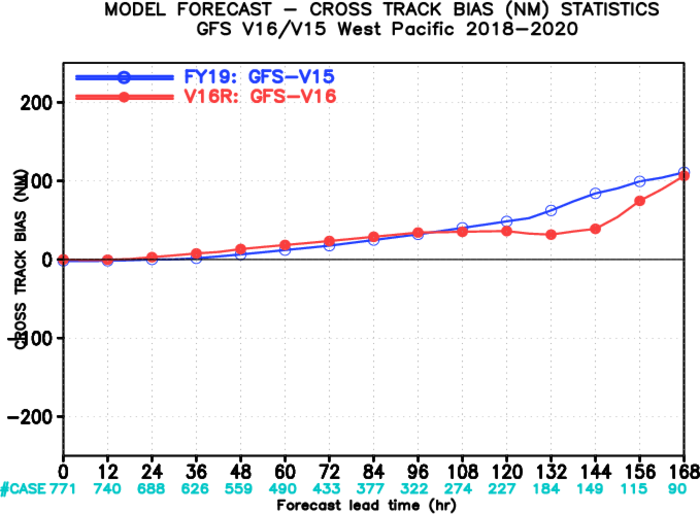 MODEL FORECAST – CROSS TRACK BIAS (NM) STATISTICS
GFS V16/V15 West Pacific 2018–2020
FY19: GFS–V15
V16R: GFS–V16
CROSS TRACK BIAS (NM)
200
100
0
–100
–200
0 12 24 36 48 60 72 84 96 108 120 132 144 156 168
#CASE 771 740 688 626 559 490 433 377 322 274 227 184 149 115 90
Forecast lead time (hr)